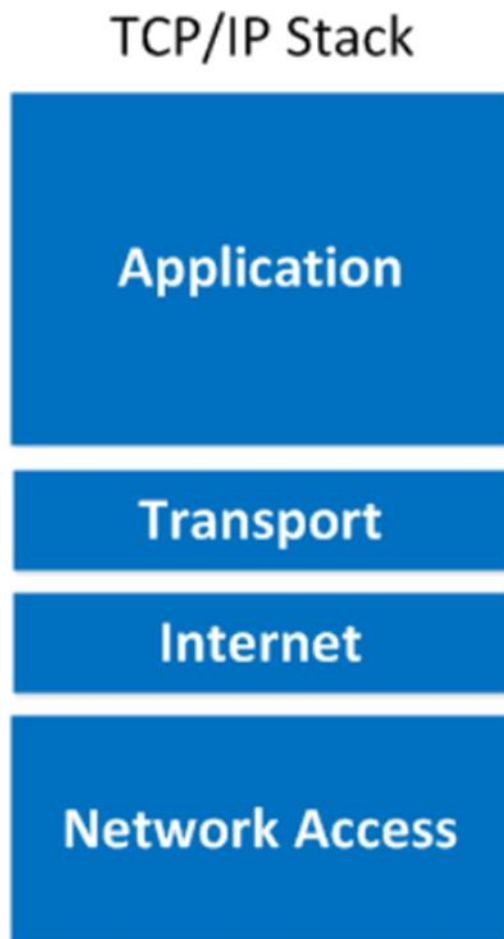 TCP/IP Stack
Application
Transport
Internet
Network Access